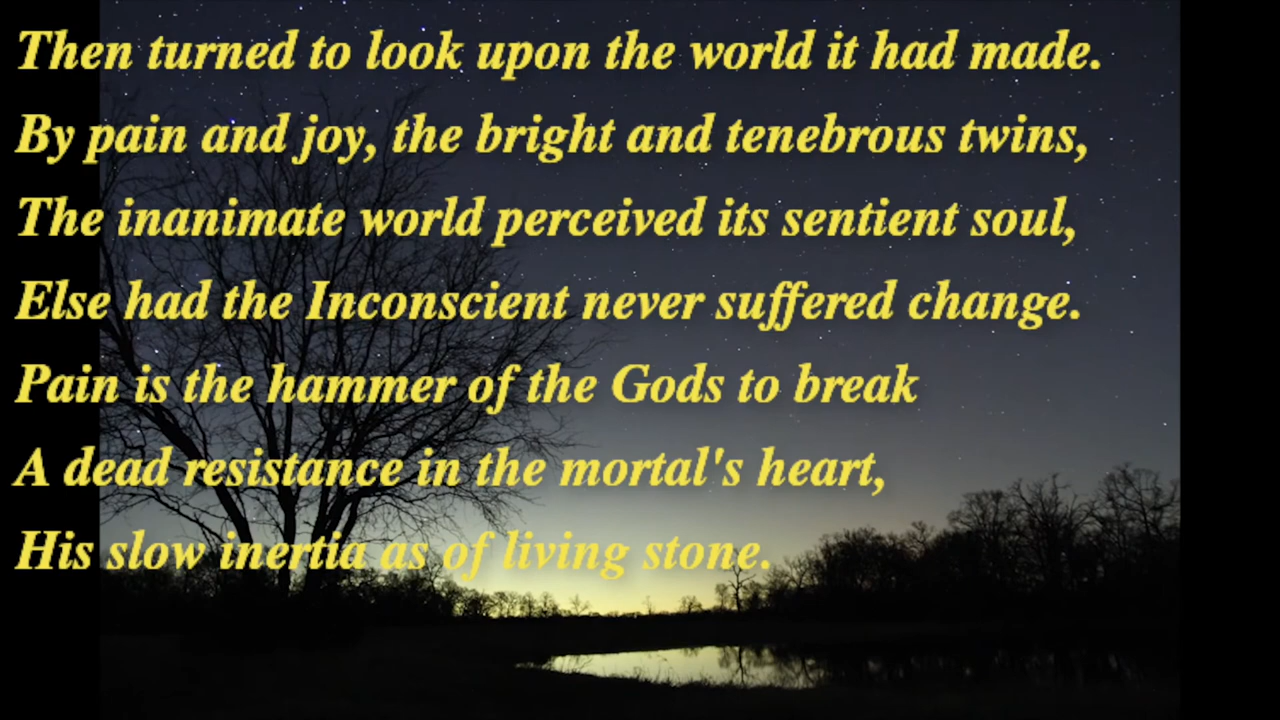 Then turned to look upon the world it had made.
By pain and joy, the bright and tenebrous twins,
The inanimate world perceived its sentient soul,
Else had the Inconscient never suffered change.
Pain is the hammer of the Gods to break
A dead resistance in the mortal's heart,
His slow inertia as of living stone.